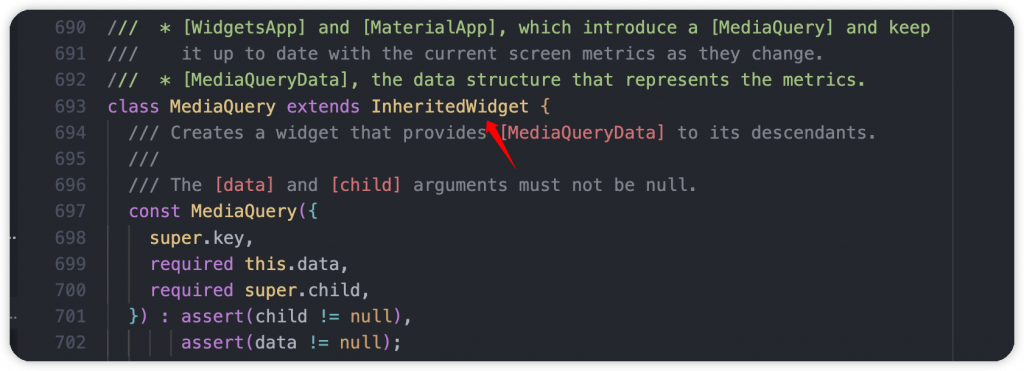 690 ///  * [WidgetsApp] and [MaterialApp], which introduce a [MediaQuery] and keep
691 ///    it up to date with the current screen metrics as they change.
692 ///  * [MediaQueryData], the data structure that represents the metrics.
693 class MediaQuery extends InheritedWidget {
694   /// Creates a widget that provides [MediaQueryData] to its descendants.
695   ///
696   /// The [data] and [child] arguments must not be null.
697   const MediaQuery({
698     super.key,
699     required this.data,
700     required super.child,
701   }) : assert(child != null),
702        assert(data != null);